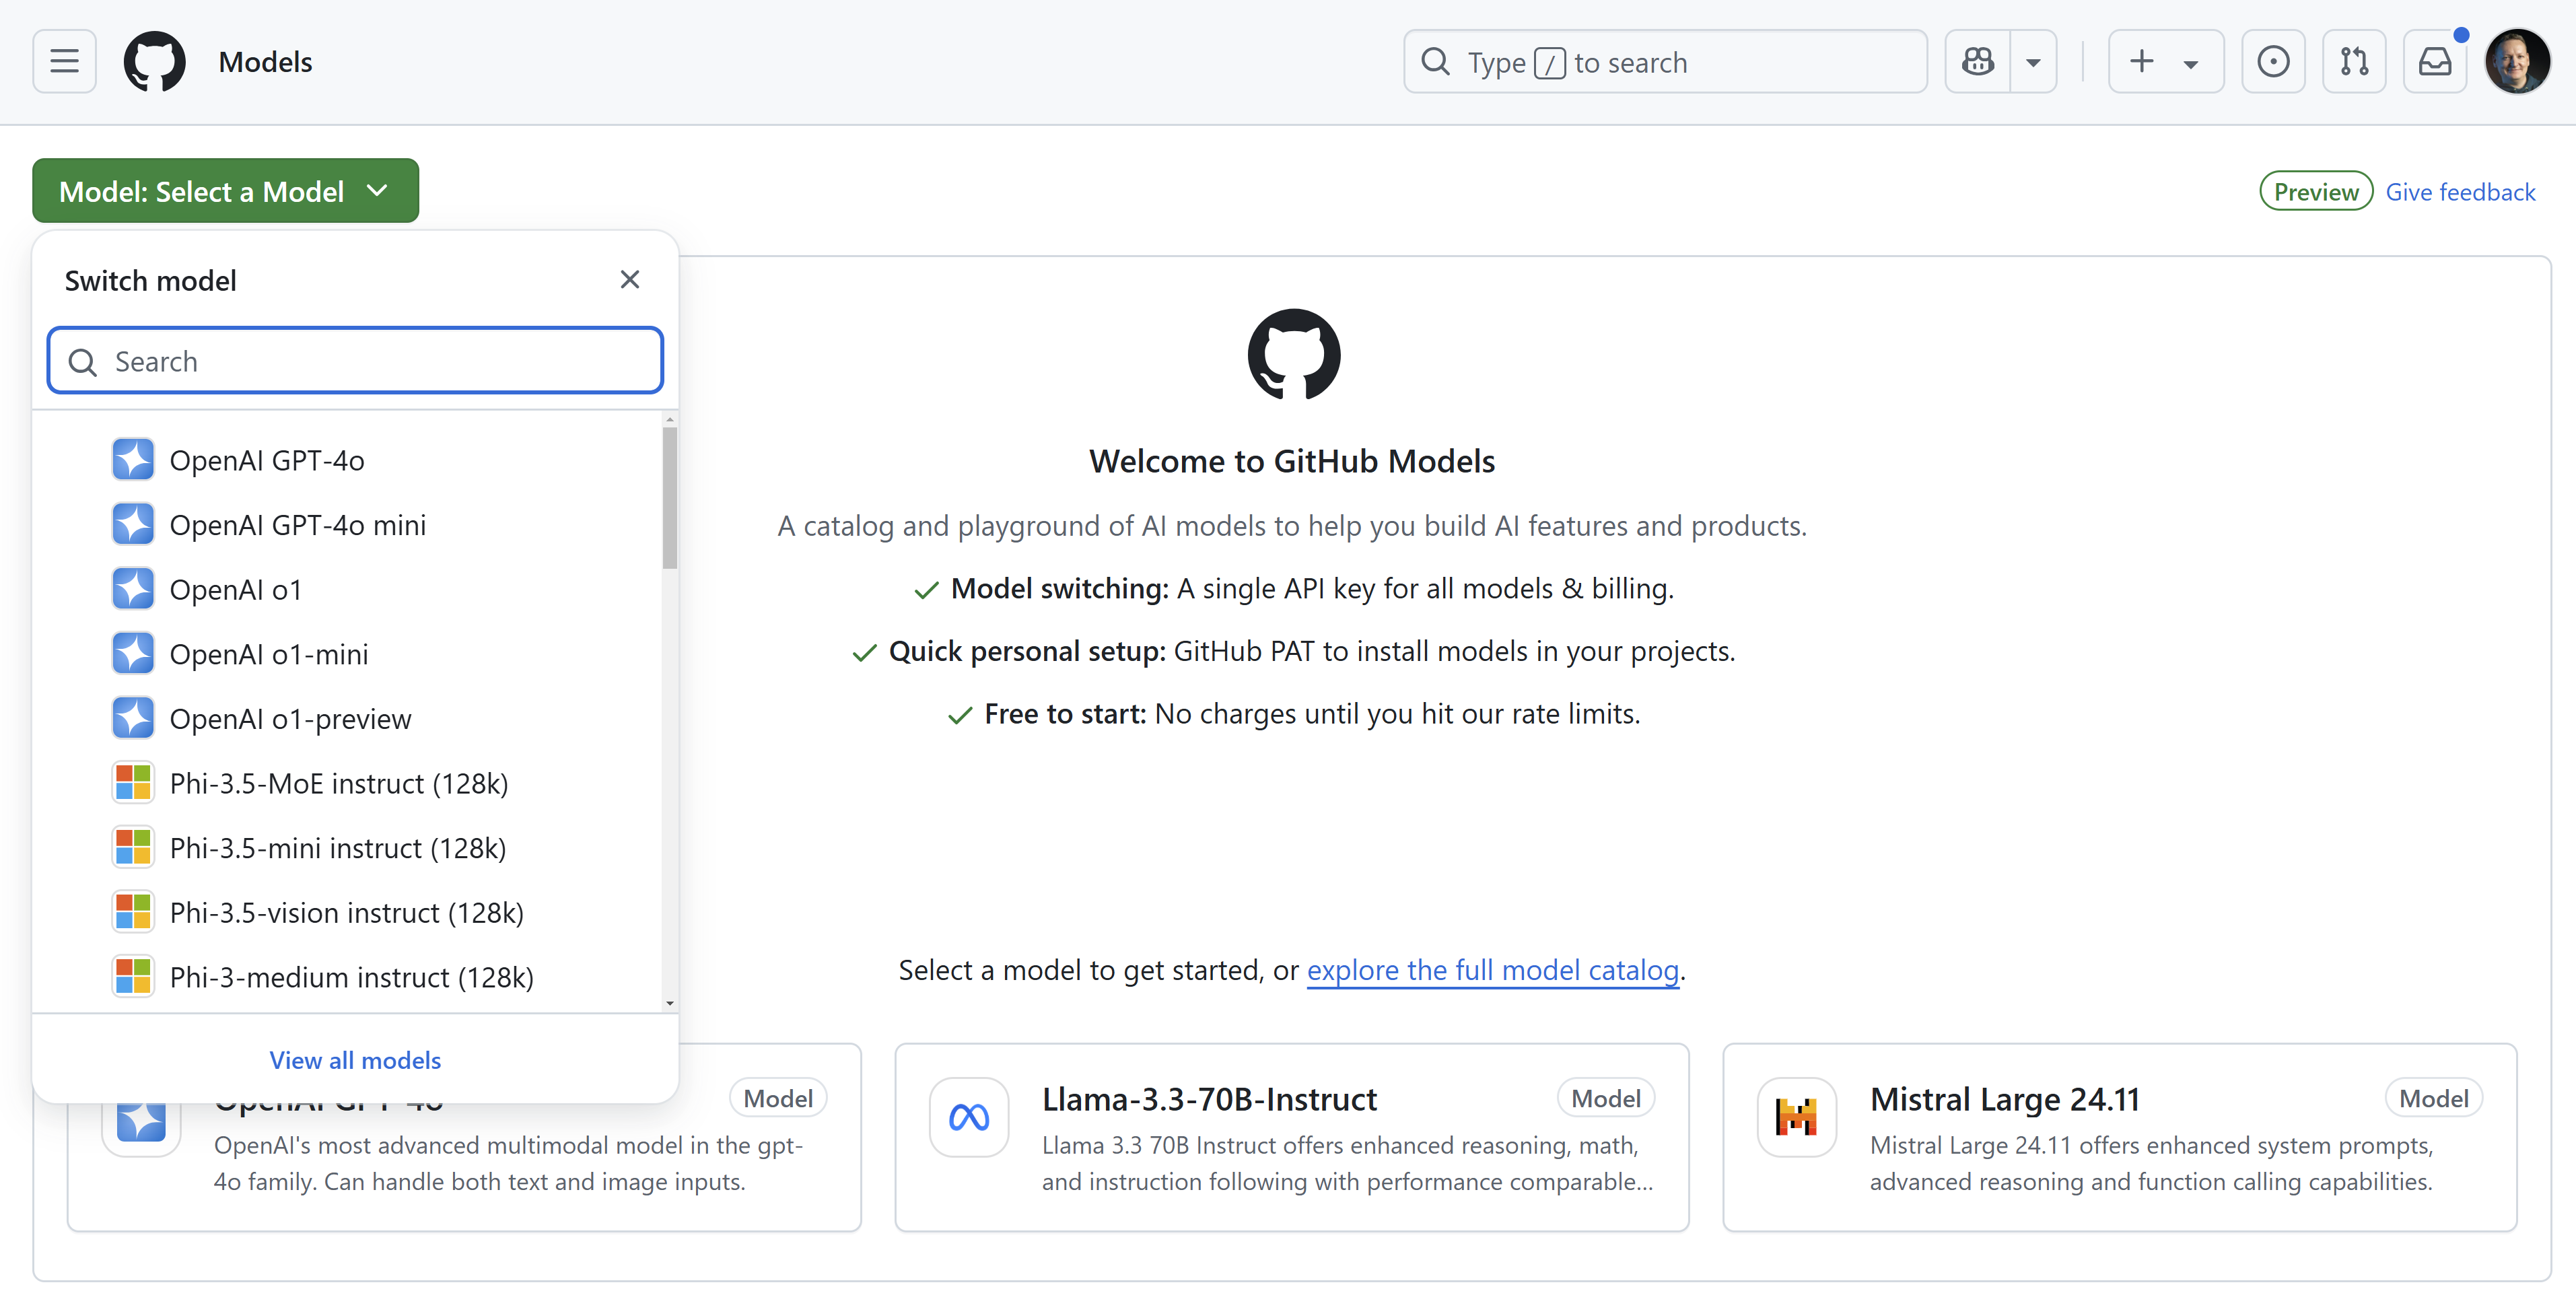 Models
Type / to search
Model: Select a Model
Preview
Give feedback
Switch model
Search
OpenAI GPT-4o
OpenAI GPT-4o mini
OpenAI o1
OpenAI o1-mini
OpenAI o1-preview
Phi-3.5-MoE instruct (128k)
Phi-3.5-mini instruct (128k)
Phi-3.5-vision instruct (128k)
Phi-3-medium instruct (128k)
View all models
Welcome to GitHub Models
A catalog and playground of AI models to help you build AI features and products.
Model switching: A single API key for all models & billing.
Quick personal setup: GitHub PAT to install models in your projects.
Free to start: No charges until you hit our rate limits.
Select a model to get started, or explore the full model catalog.
OpenAI GPT-4o
Model
OpenAI's most advanced multimodal model in the gpt-
4o family. Can handle both text and image inputs.
Llama-3.3-70B-Instruct
Model
Llama 3.3 70B Instruct offers enhanced reasoning, math,
and instruction following with performance comparable...
Mistral Large 24.11
Model
Mistral Large 24.11 offers enhanced system prompts,
advanced reasoning and function calling capabilities.